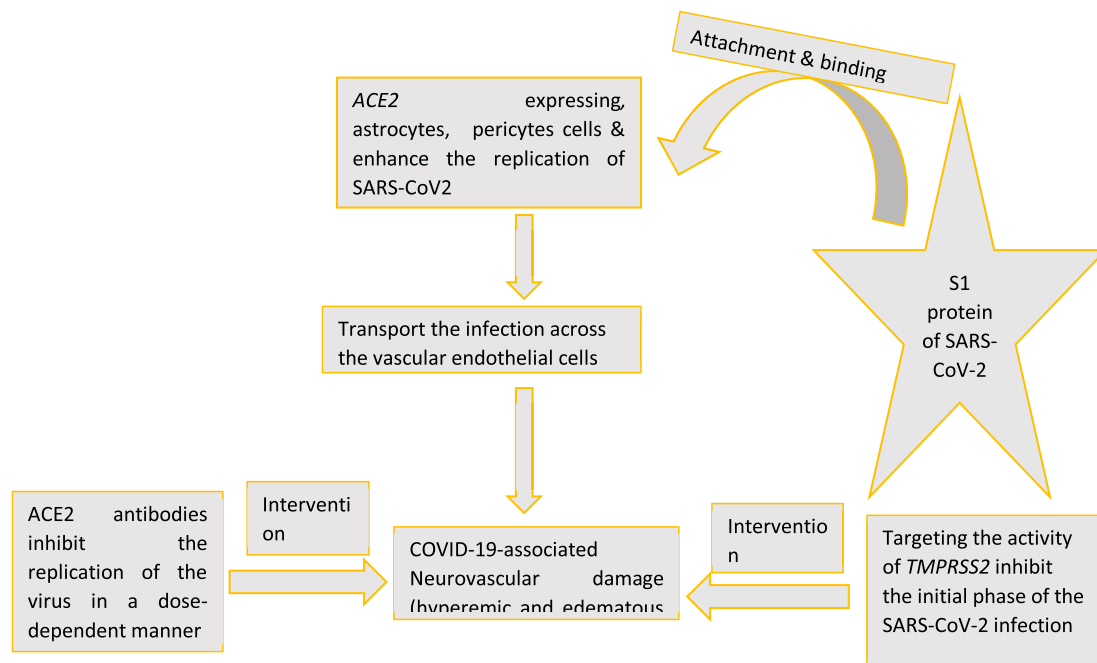 Attachment & binding
ACE2 expressing,
astrocytes, pericytes cells &
enhance the replication of
SARS-CoV2
S1
protein
of SARS-
CoV-2
Transport the infection across
the vascular endothelial cells
ACE2 antibodies
inhibit the
replication of the
virus in a dose-
dependent manner
Interventi
on
COVID-19-associated
Neurovascular damage
(hyperemic and edematous
Interventio
n
Targeting the activity
of TMPRSS2 inhibit
the initial phase of the
SARS-CoV-2 infection